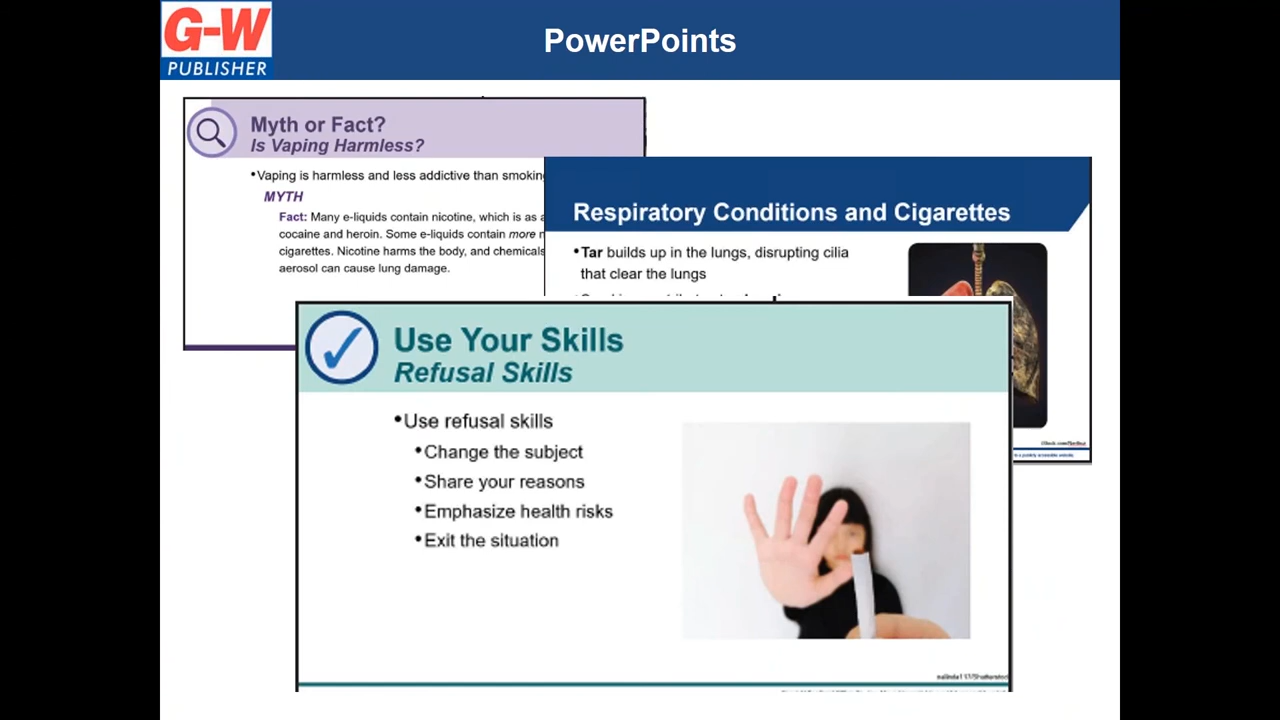 G-W
PUBLISHER
PowerPoints
Myth or Fact?
Is Vaping Harmless?
•Vaping is harmless and less addictive than smoking
MYTH
Fact: Many e-liquids contain nicotine, which is as a
cocaine and heroin. Some e-liquids contain more
cigarettes. Nicotine harms the body, and chemicals
aerosol can cause lung damage.
Respiratory Conditions and Cigarettes
•Tar builds up in the lungs, disrupting cilia
that clear the lungs
Use Your Skills
Refusal Skills
•Use refusal skills
•Change the subject
•Share your reasons
•Emphasize health risks
•Exit the situation